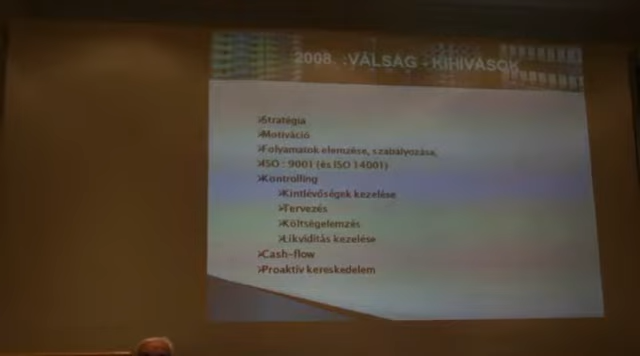 2008. :VÁLSÁG - KIHÍVÁSOK
➢Stratégia
➢Motiváció
➢Folyamatok elemzése, szabályozása,
➢ISO : 9001 (és ISO 14001)
➢Kontrolling
➢Kintlévőségek kezelése
➢Tervezés
➢Költségelemzés
➢Likviditás kezelése
➢Cash-flow
➢Proaktív kereskedelem